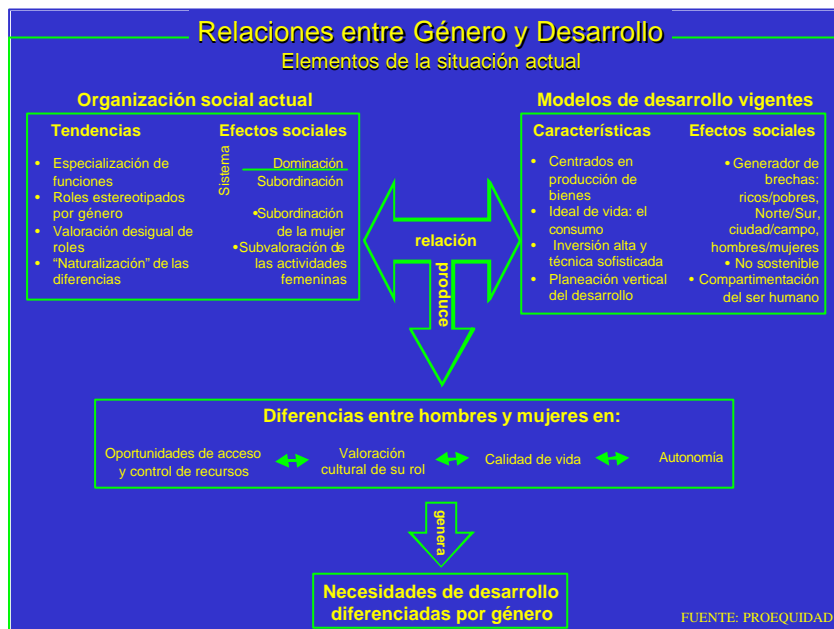 Relaciones entre Género y Desarrollo
Elementos de la situación actual
Organización social actual
Tendencias
• Especialización de
funciones
• Roles estereotipados
por género
• Valoración desigual de
roles
• “Naturalización” de las
diferencias
Efectos sociales
Sistema
Dominación
Subordinación
•Subordinación
de la mujer
•Subvaloración de
las actividades
femeninas
relación
produce
Modelos de desarrollo vigentes
Características
• Centrados en
producción de
bienes
• Ideal de vida: el
consumo
• Inversión alta y
técnica sofisticada
• Planeación vertical
del desarrollo
Efectos sociales
• Generador de
brechas:
ricos/pobres,
Norte/Sur,
ciudad/campo,
hombres/mujeres
• No sostenible
• Compartimentación
del ser humano
Diferencias entre hombres y mujeres en:
Oportunidades de acceso
y control de recursos
Valoración
cultural de su rol
Calidad de vida
Autonomía
genera
Necesidades de desarrollo
diferenciadas por género
FUENTE: PROEQUIDAD